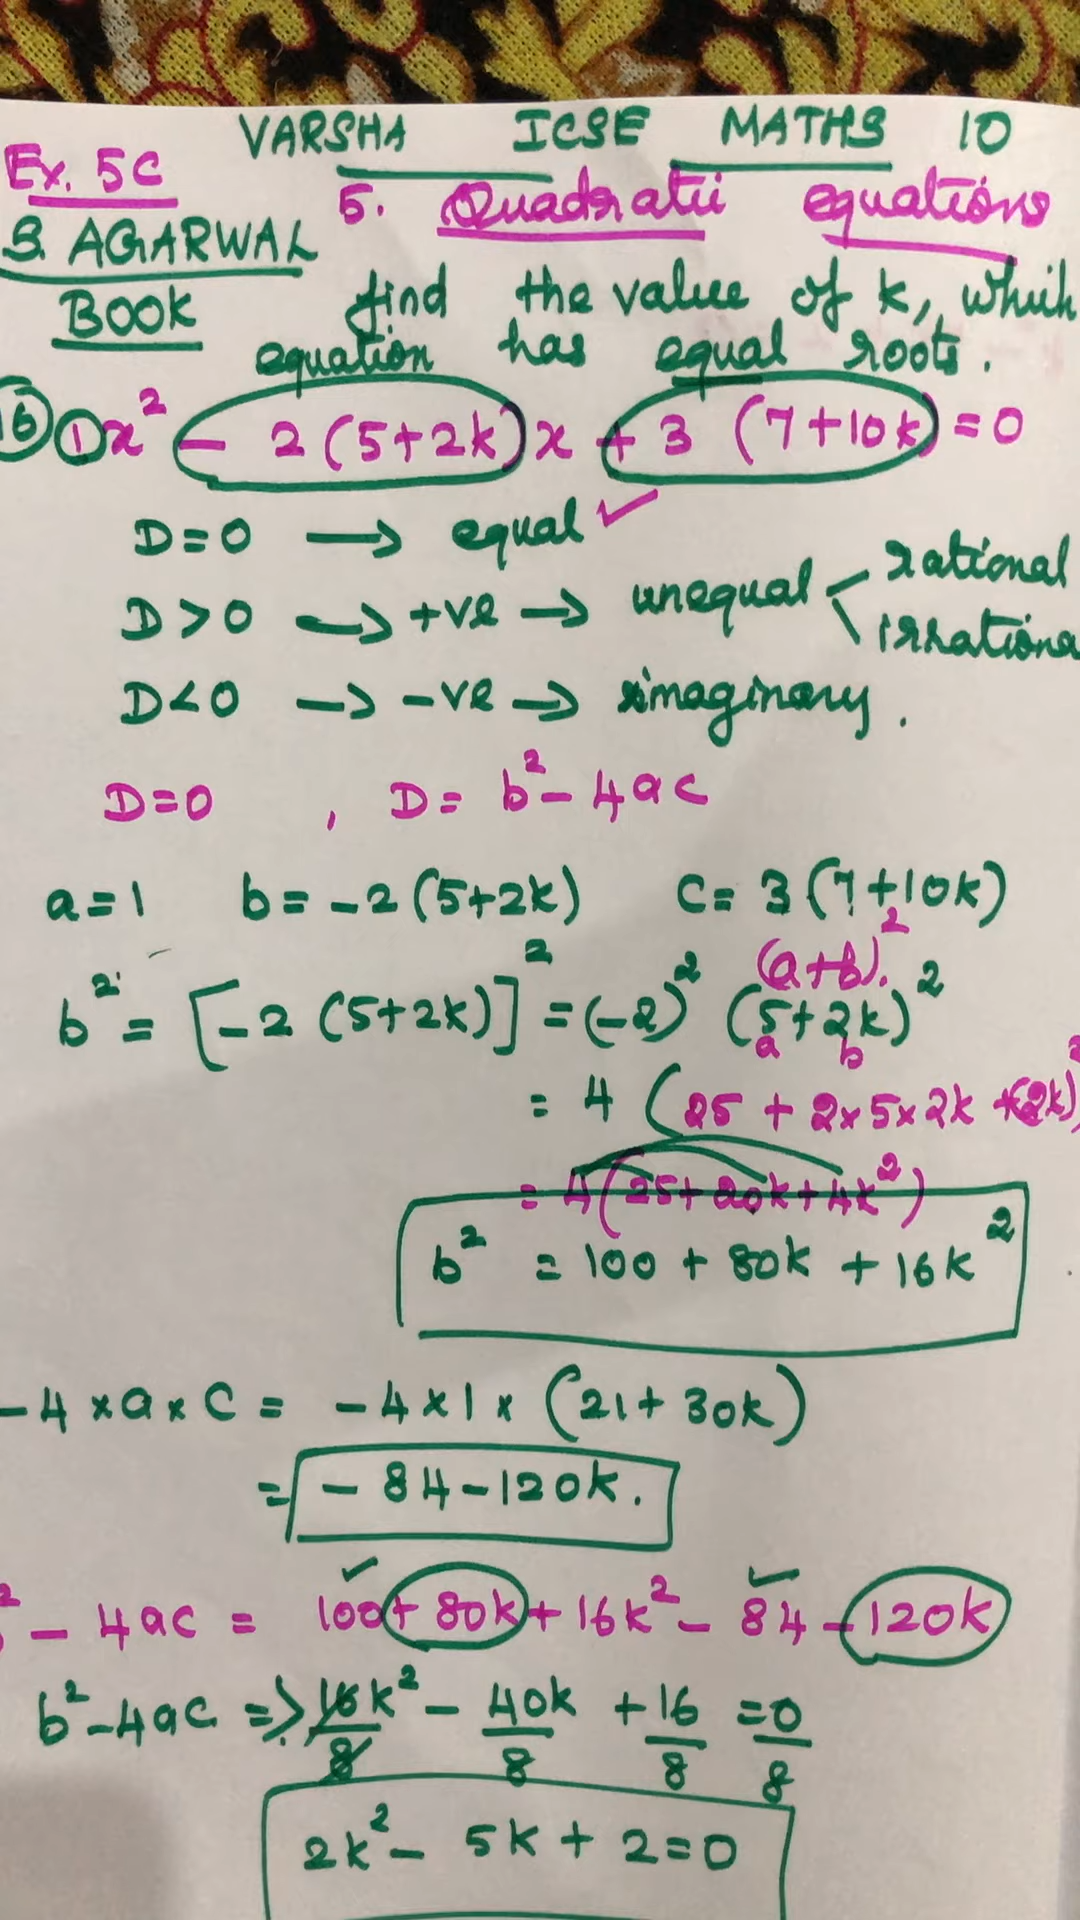 VARSHA ICSE MATHS 10
Ex. 5C
5. Quadratic equations
S. AGARWAL
BOOK
find the value of k, which
equation has equal roots.
16 ① x² - 2(5+2k)x + 3(7+10k) = 0
D=0 → equal ✓
D>0 → +ve → unequal < rational
irrationa
D<0 → -ve → imaginary.
D=0 , D= b²-4ac
a=1 b=-2(5+2k) c=3(7+10k)
(a+b)²
b² = [-2(5+2k)]² = (-2)² (5+2k)²
a b
= 4(25 + 2×5×2k + (2k)²
= 4(25+20k+4k²)
b² = 100 + 80k + 16k²
-4×a×c = -4×1×(21+30k)
= -84-120k.
² - 4ac = 100+80k+16k²-84-120k
b²-4ac => 16k²/8 - 40k/8 + 16/8 = 0/8
2k² - 5k + 2 = 0